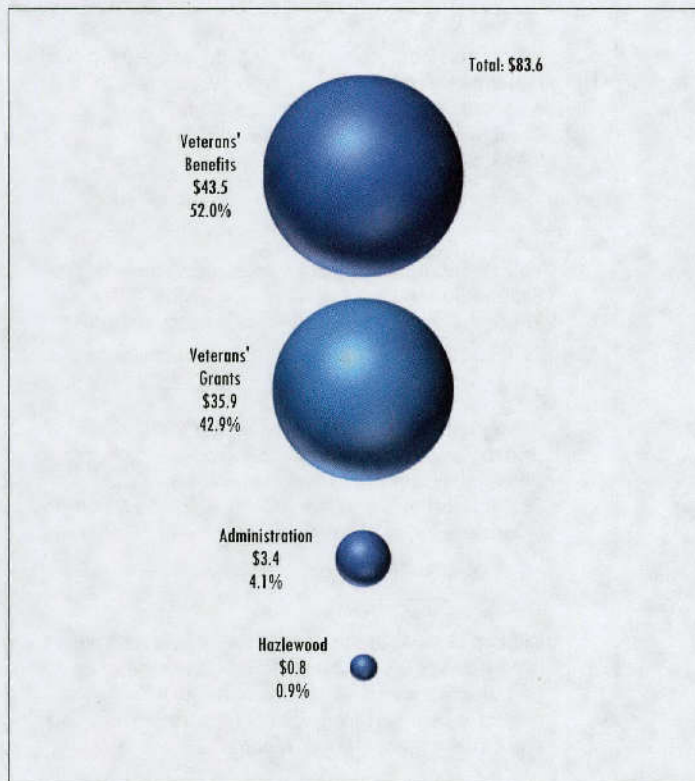 Total: $83.6
Veterans'
Benefits
$43.5
52.0%
Veterans'
Grants
$35.9
42.9%
Administration
$3.4
4.1%
Hazlewood
$0.8
0.9%